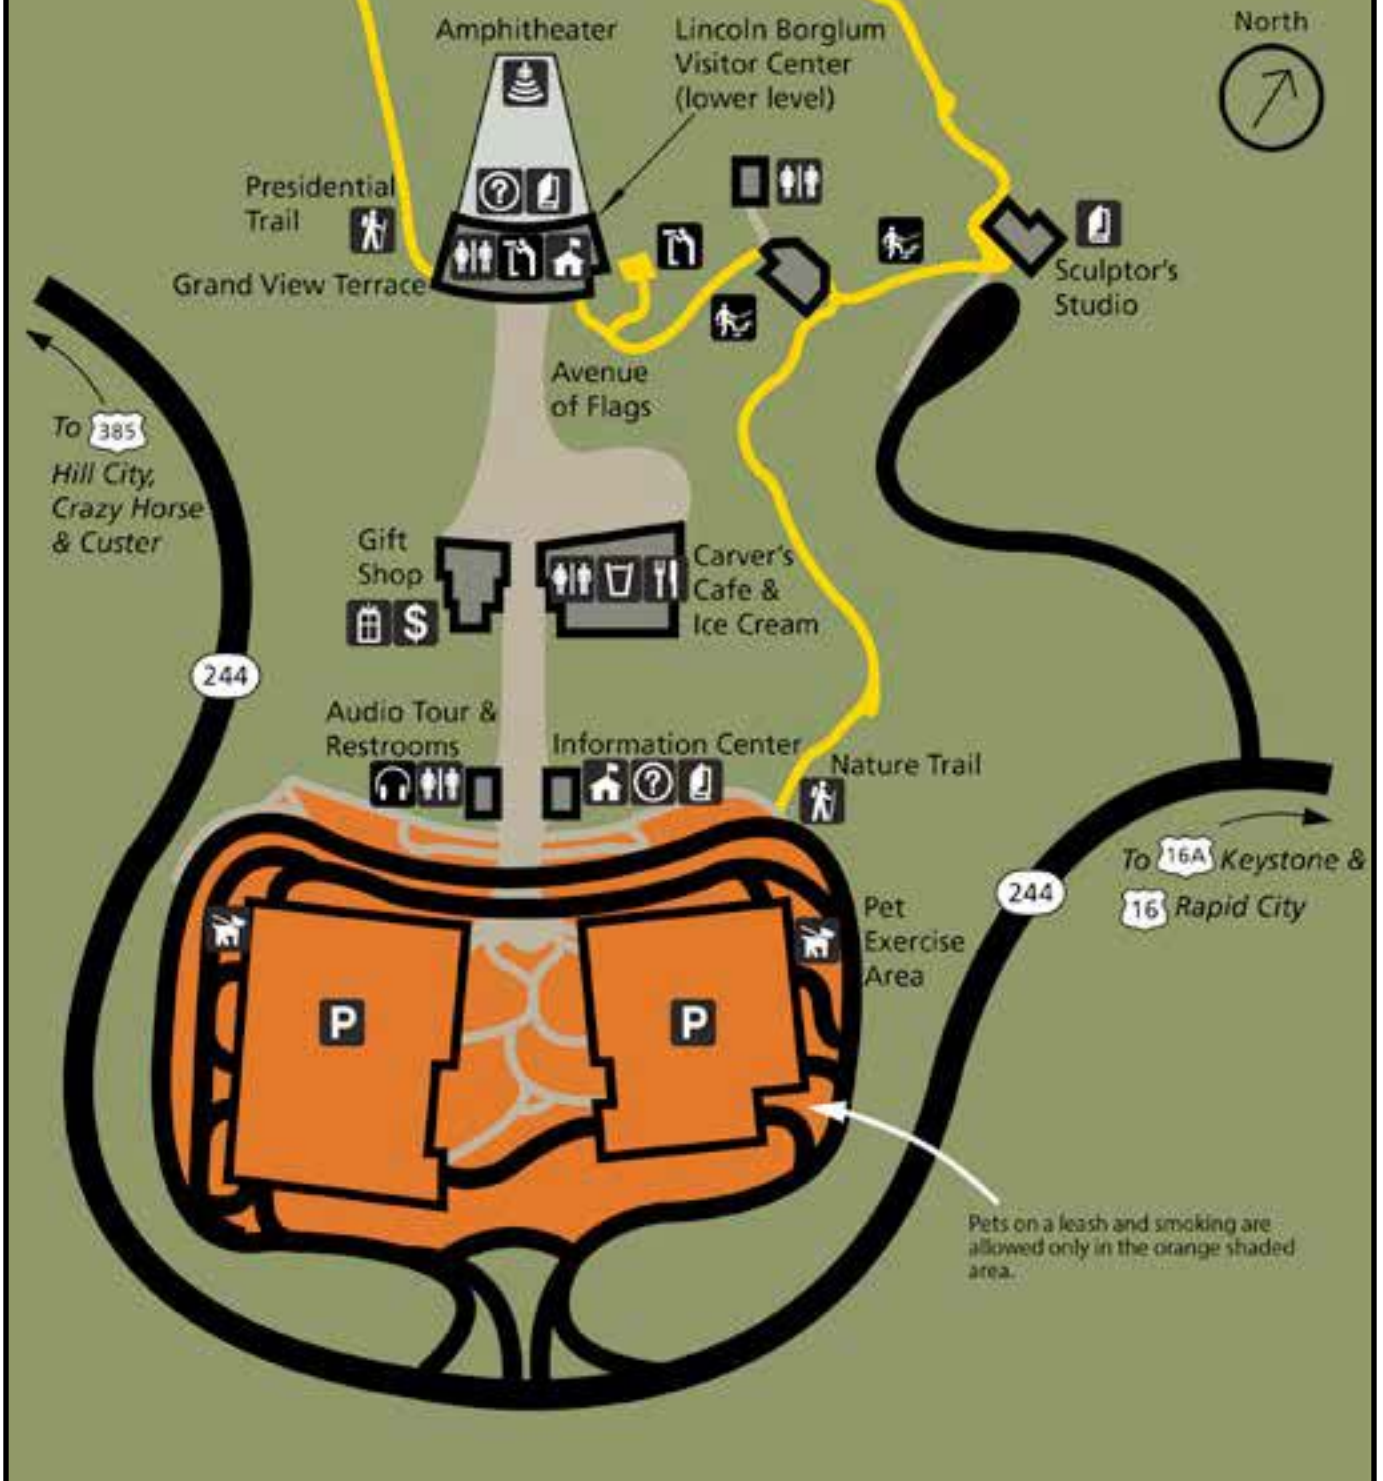 Amphitheater
Lincoln Borglum
Visitor Center
(lower level)
North
Presidential
Trail
Grand View Terrace
Sculptor's
Studio
Avenue
of Flags
To 385
Hill City,
Crazy Horse
& Custer
Gift
Shop
$
Carver's
Cafe &
Ice Cream
244
Audio Tour &
Restrooms
Information Center
Nature Trail
?
?
To 16A Keystone &
16 Rapid City
244
Pet
Exercise
Area
P
P
Pets on a leash and smoking are
allowed only in the orange shaded
area.